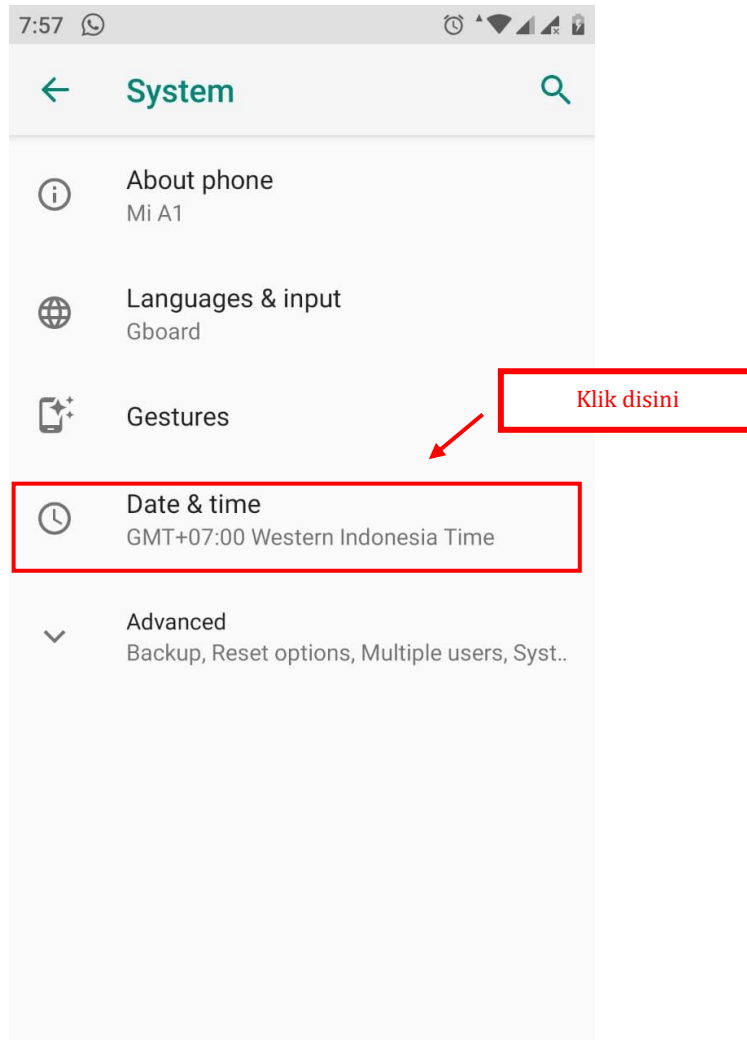 7:57
System
About phone
Mi A1
Languages & input
Gboard
Klik disini
Gestures
Date & time
GMT+07:00 Western Indonesia Time
Advanced
Backup, Reset options, Multiple users, Syst..